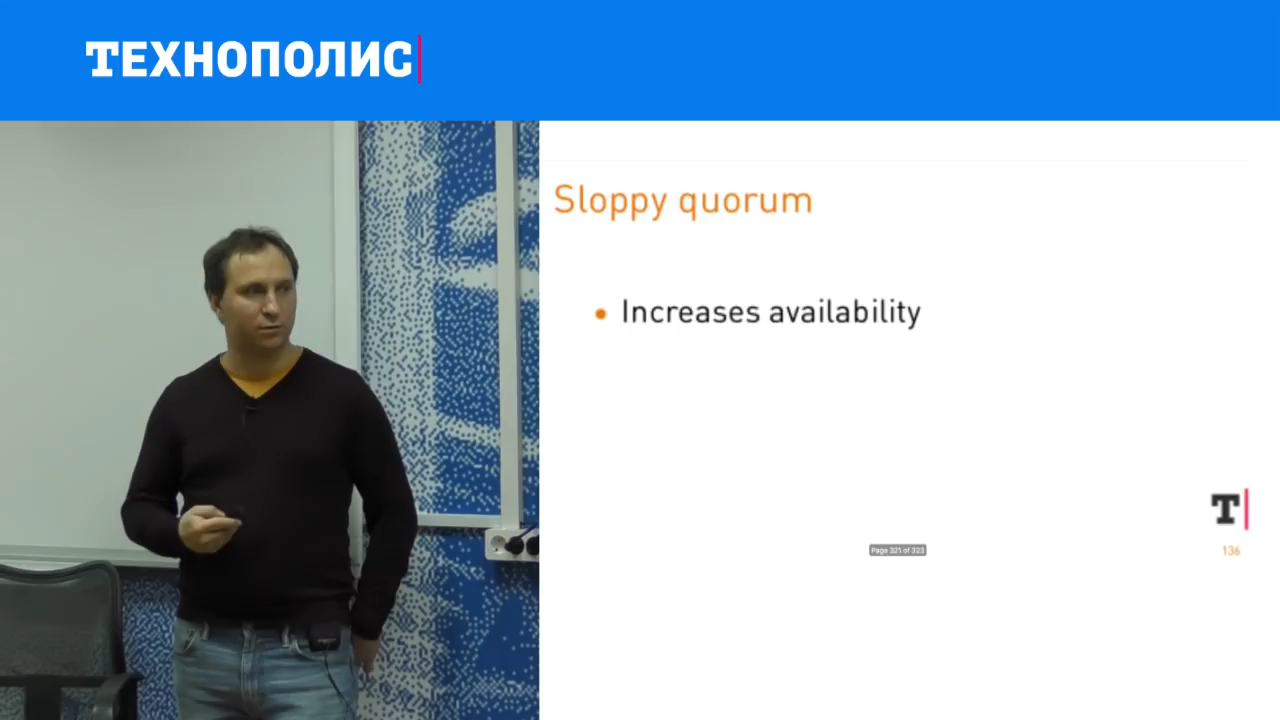 ТЕХНОПОЛИС
Sloppy quorum
• Increases availability
T
Page 321 of 323
136